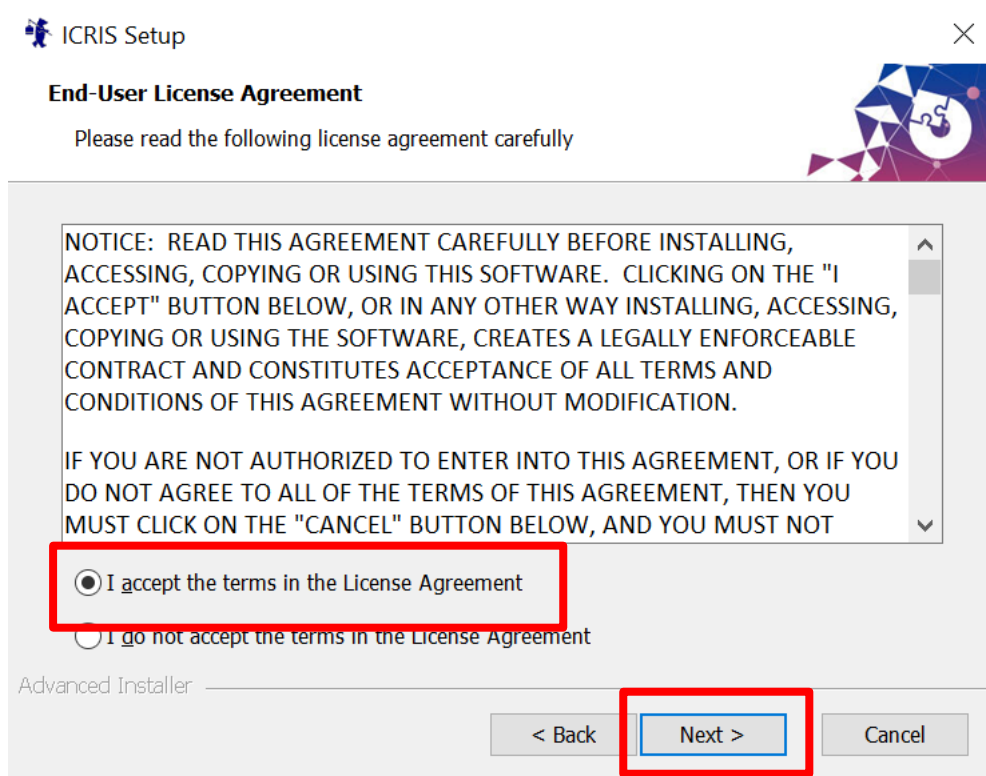 ICRIS Setup
End-User License Agreement
Please read the following license agreement carefully
NOTICE:  READ THIS AGREEMENT CAREFULLY BEFORE INSTALLING,
ACCESSING, COPYING OR USING THIS SOFTWARE.  CLICKING ON THE "I
ACCEPT" BUTTON BELOW, OR IN ANY OTHER WAY INSTALLING, ACCESSING,
COPYING OR USING THE SOFTWARE, CREATES A LEGALLY ENFORCEABLE
CONTRACT AND CONSTITUTES ACCEPTANCE OF ALL TERMS AND
CONDITIONS OF THIS AGREEMENT WITHOUT MODIFICATION.
IF YOU ARE NOT AUTHORIZED TO ENTER INTO THIS AGREEMENT, OR IF YOU
DO NOT AGREE TO ALL OF THE TERMS OF THIS AGREEMENT, THEN YOU
MUST CLICK ON THE "CANCEL" BUTTON BELOW, AND YOU MUST NOT
I accept the terms in the License Agreement
I do not accept the terms in the License Agreement
Advanced Installer
< Back Next > Cancel